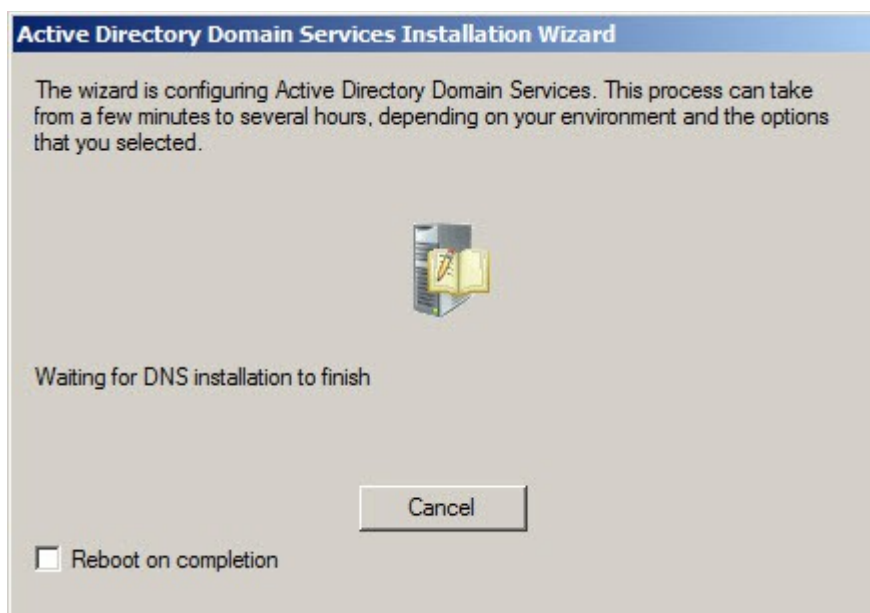 Active Directory Domain Services Installation Wizard
The wizard is configuring Active Directory Domain Services. This process can take
from a few minutes to several hours, depending on your environment and the options
that you selected.
Waiting for DNS installation to finish
Cancel
Reboot on completion